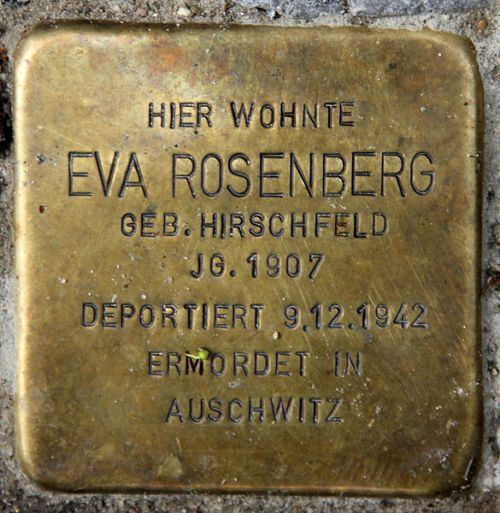 HIER WOHNTE
EVA ROSENBERG
GEB. HIRSCHFELD
JG. 1907
DEPORTIERT 9.12.1942
ERMORDET IN
AUSCHWITZ